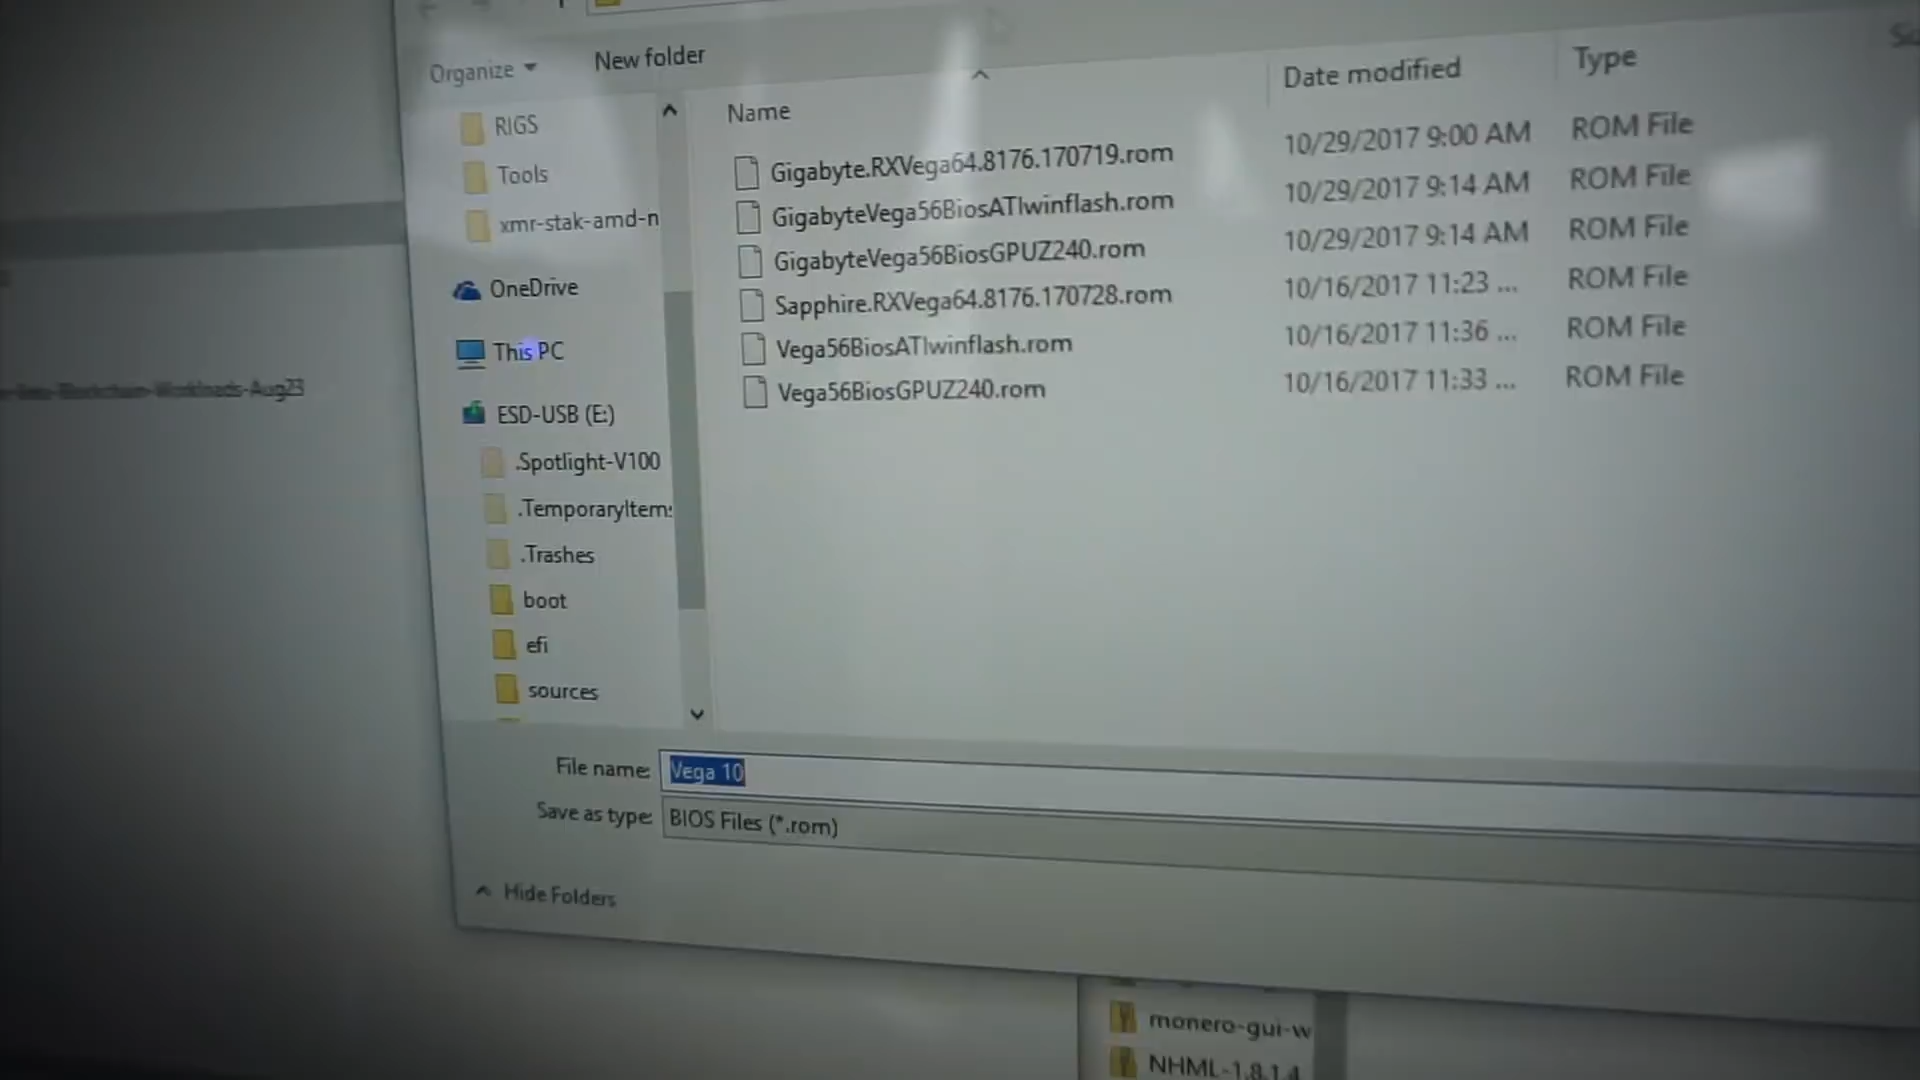 Organize New folder
Name Date modified Type
RIGS
Tools
xmr-stak-amd-n
OneDrive
This PC
ESD-USB (E:)
.Spotlight-V100
.TemporaryItems
.Trashes
boot
efi
sources
Gigabyte.RXVega64.8176.170719.rom 10/29/2017 9:00 AM ROM File
GigabyteVega56BiosATIwinflash.rom 10/29/2017 9:14 AM ROM File
GigabyteVega56BiosGPUZ240.rom 10/29/2017 9:14 AM ROM File
Sapphire.RXVega64.8176.170728.rom 10/16/2017 11:23 ... ROM File
Vega56BiosATIwinflash.rom 10/16/2017 11:36 ... ROM File
Vega56BiosGPUZ240.rom 10/16/2017 11:33 ... ROM File
-Blockchain-Workloads-Aug23
File name: Vega 10
Save as type: BIOS Files (*.rom)
Hide Folders
monero-gui-w
NHML-1.8.1.4